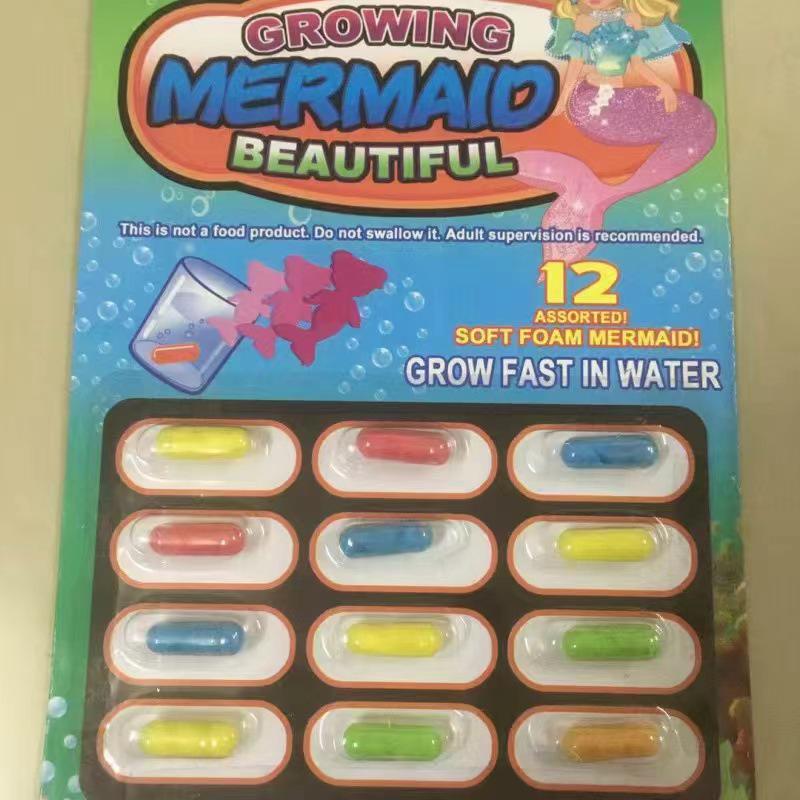 GROWING
MERMAID
BEAUTIFUL
This is not a food product. Do not swallow it. Adult supervision is recommended.
12
ASSORTED!
SOFT FOAM MERMAID!
GROW FAST IN WATER